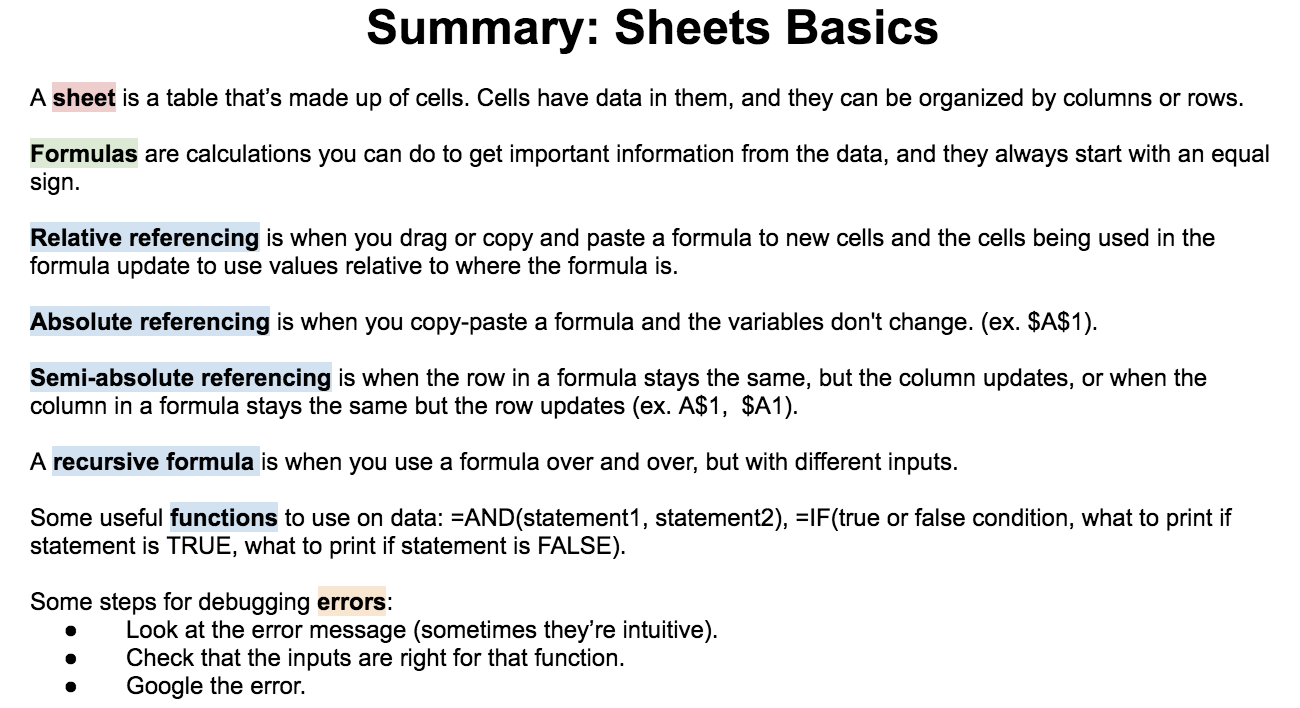 Summary: Sheets Basics
A sheet is a table that’s made up of cells. Cells have data in them, and they can be organized by columns or rows.
Formulas are calculations you can do to get important information from the data, and they always start with an equal
sign.
Relative referencing is when you drag or copy and paste a formula to new cells and the cells being used in the
formula update to use values relative to where the formula is.
Absolute referencing is when you copy-paste a formula and the variables don't change. (ex. $A$1).
Semi-absolute referencing is when the row in a formula stays the same, but the column updates, or when the
column in a formula stays the same but the row updates (ex. A$1,  $A1).
A recursive formula is when you use a formula over and over, but with different inputs.
Some useful functions to use on data: =AND(statement1, statement2), =IF(true or false condition, what to print if
statement is TRUE, what to print if statement is FALSE).
Some steps for debugging errors:
● Look at the error message (sometimes they’re intuitive).
● Check that the inputs are right for that function.
● Google the error.